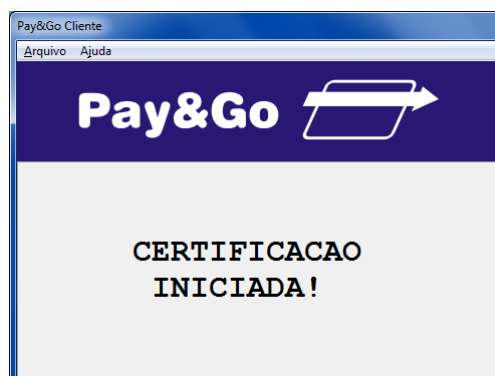 Pay&Go Cliente
Arquivo Ajuda
Pay&Go
CERTIFICACAO
INICIADA!